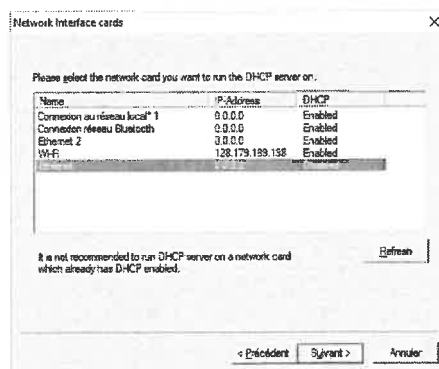 Network Interface cards
Please select the network card you want to run the DHCP server on.
Name IP-Address DHCP
Connexion au réseau local* 1 0.0.0.0 Enabled
Connexion réseau Bluetooth 0.0.0.0 Enabled
Ethernet 2 0.0.0.0 Enabled
Wi-Fi 128.179.189.158 Enabled
It is not recommended to run DHCP server on a network card
which already has DHCP enabled.
Refresh
< Précédent Suivant > Annuler